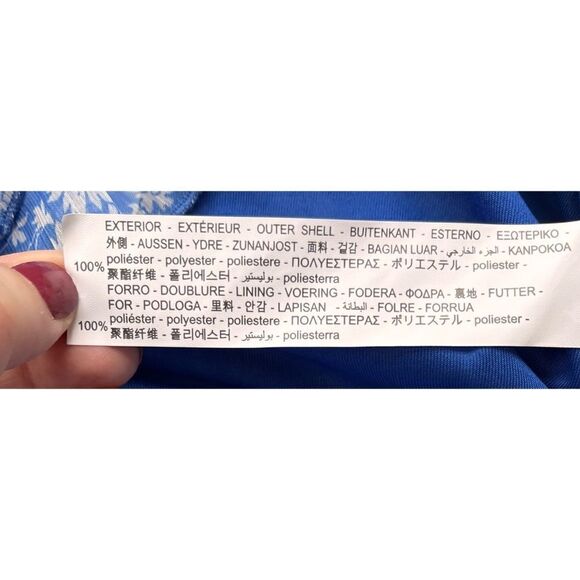 EXTERIOR - EXTÉRIEUR - OUTER SHELL - BUITENKANT - ESTERNO - ΕΞΩΤΕΡΙΚΟ -
外側 - AUSSEN - YDRE - ZUNANJOST - 面料 - 겉감 - BAGIAN LUAR - الجزء الخارجي - KANPOKOA
100% poliéster - polyester - poliestere - ΠΟΛΥΕΣΤΕΡΑΣ - ポリエステル - poliester -
聚酯纤维 - 폴리에스터 - بوليستير - poliesterra
FORRO - DOUBLURE - LINING - VOERING - FODERA - ΦΟΔΡΑ - 裏地 - FUTTER -
FOR - PODLOGA - 里料 - 안감 - LAPISAN - البطانة - FOLRE - FORRUA
100% poliéster - polyester - poliestere - ΠΟΛΥΕΣΤΕΡΑΣ - ポリエステル - poliester -
聚酯纤维 - 폴리에스터 - بوليستير - poliesterra